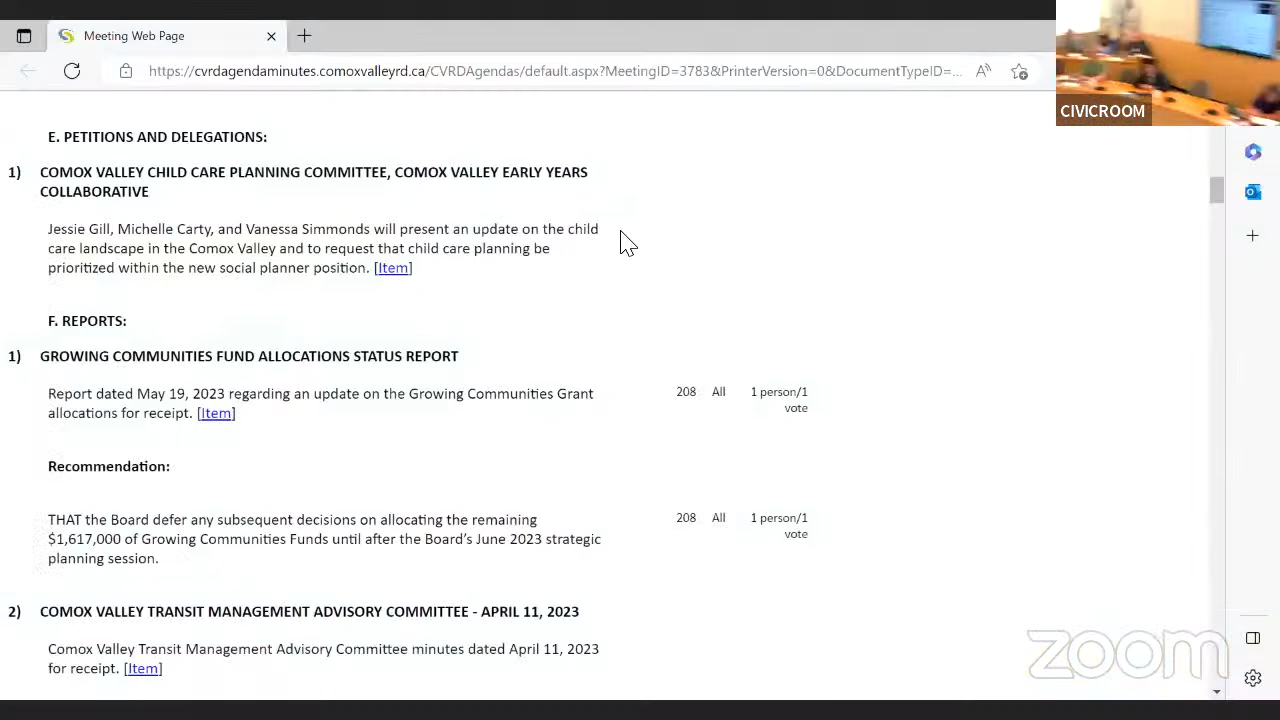 Meeting Web Page
https://cvrdagendaminutes.comoxvalleyrd.ca/CVRDAgendas/default.aspx?MeetingID=3783&PrinterVersion=0&DocumentTypeID=...
CIVICROOM
E. PETITIONS AND DELEGATIONS:
1) COMOX VALLEY CHILD CARE PLANNING COMMITTEE, COMOX VALLEY EARLY YEARS
COLLABORATIVE
Jessie Gill, Michelle Carty, and Vanessa Simmonds will present an update on the child
care landscape in the Comox Valley and to request that child care planning be
prioritized within the new social planner position. [Item]
F. REPORTS:
1) GROWING COMMUNITIES FUND ALLOCATIONS STATUS REPORT
Report dated May 19, 2023 regarding an update on the Growing Communities Grant 208 All 1 person/1
allocations for receipt. [Item] vote
Recommendation:
THAT the Board defer any subsequent decisions on allocating the remaining 208 All 1 person/1
$1,617,000 of Growing Communities Funds until after the Board's June 2023 strategic vote
planning session.
2) COMOX VALLEY TRANSIT MANAGEMENT ADVISORY COMMITTEE - APRIL 11, 2023
Comox Valley Transit Management Advisory Committee minutes dated April 11, 2023
for receipt. [Item]
zoom